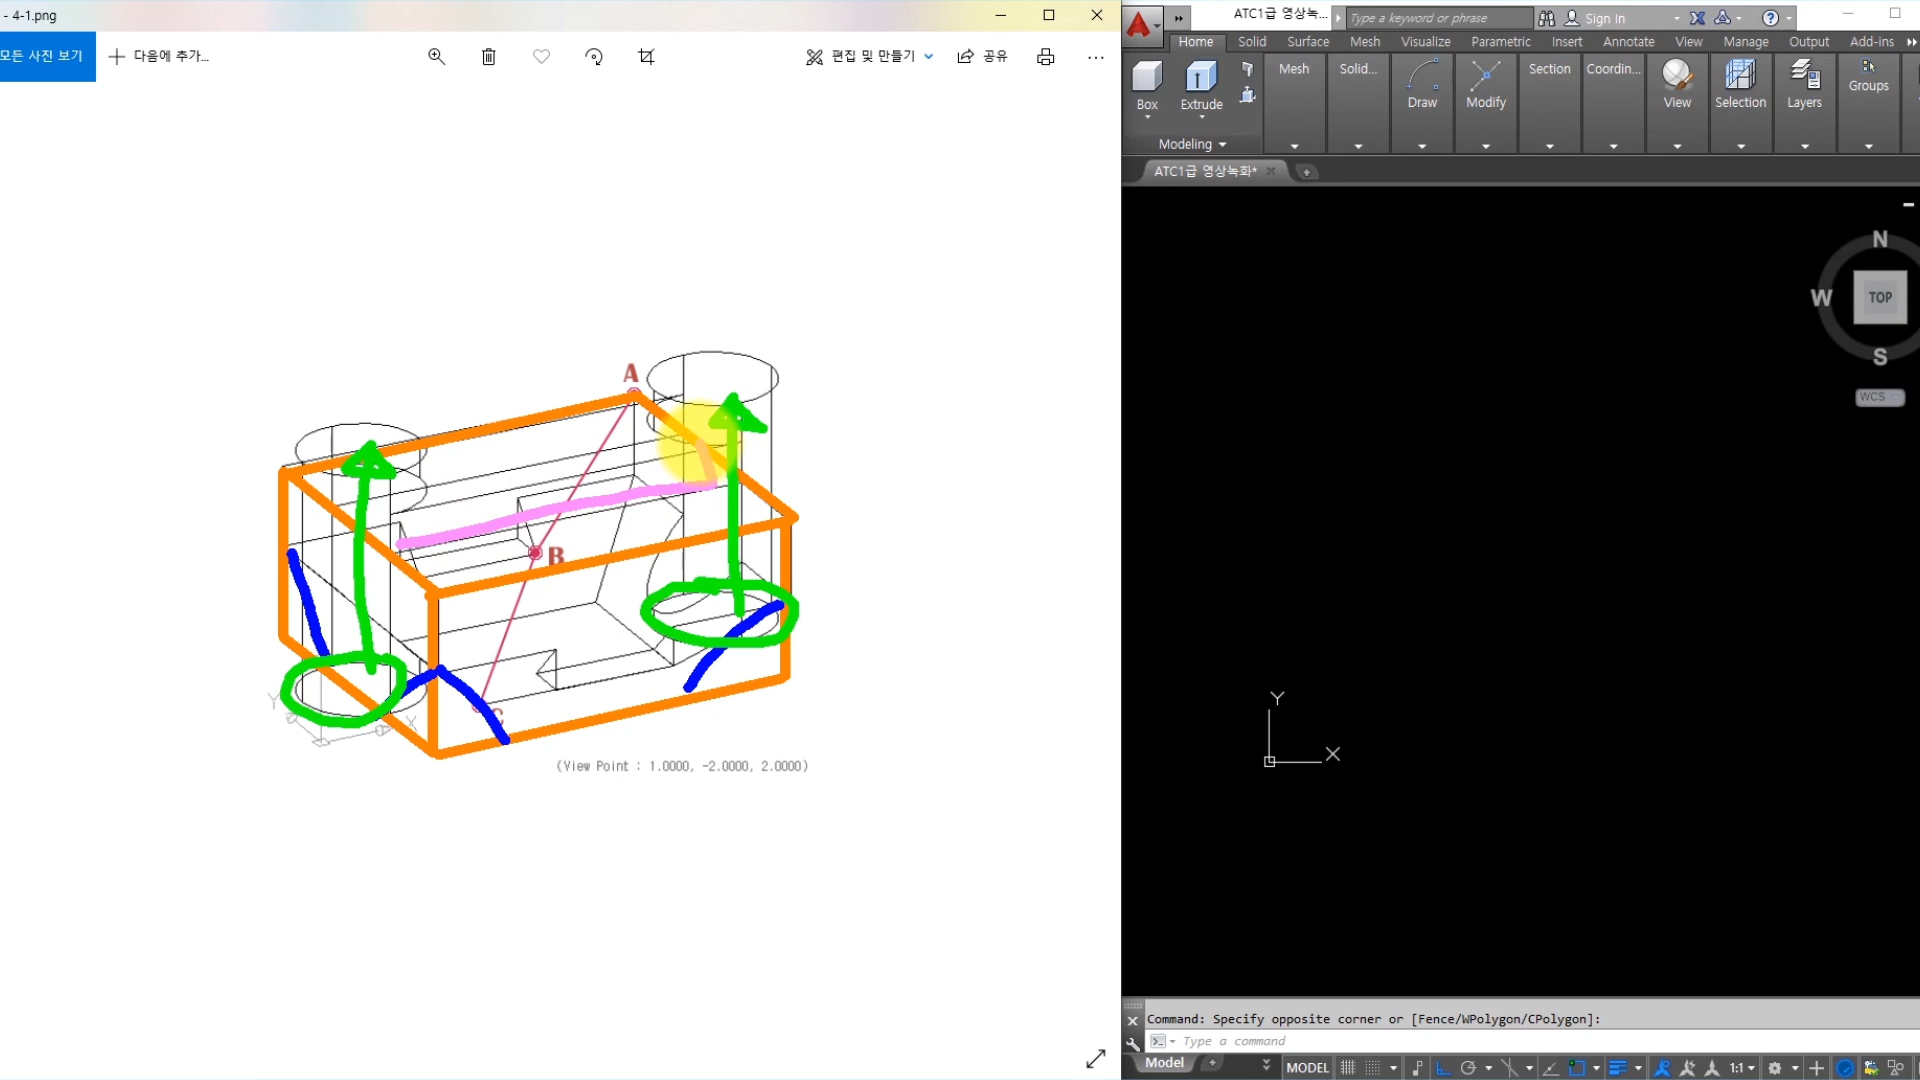 - 4-1.png
모든 사진 보기
다음에 추가...
편집 및 만들기
공유
A
B
C
Y
X
(View Point : 1.0000, -2.0000, 2.0000)
ATC1급 영상녹...
Type a keyword or phrase
Sign In
Home Solid Surface Mesh Visualize Parametric Insert Annotate View Manage Output Add-ins
Box
Extrude
Mesh
Solid...
Draw
Modify
Section
Coordin...
View
Selection
Layers
Groups
Modeling
ATC1급 영상녹화*
N
W
TOP
S
WCS
Y
X
Command: Specify opposite corner or [Fence/WPolygon/CPolygon]:
Type a command
Model
MODEL
1:1